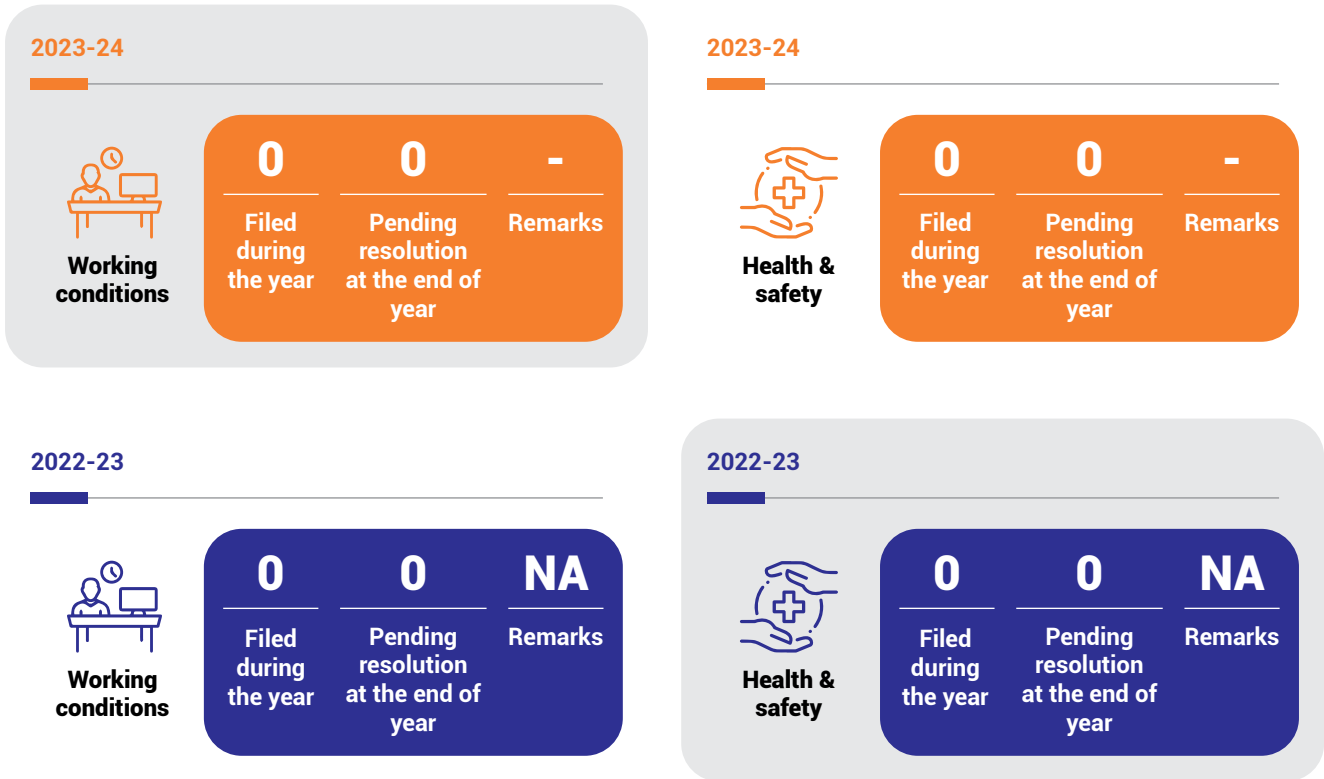 2023-24
Working
conditions
0
Filed
during
the year
0
Pending
resolution
at the end of
year
-
Remarks
2023-24
Health &
safety
0
Filed
during
the year
0
Pending
resolution
at the end of
year
-
Remarks
2022-23
Working
conditions
0
Filed
during
the year
0
Pending
resolution
at the end of
year
NA
Remarks
2022-23
Health &
safety
0
Filed
during
the year
0
Pending
resolution
at the end of
year
NA
Remarks